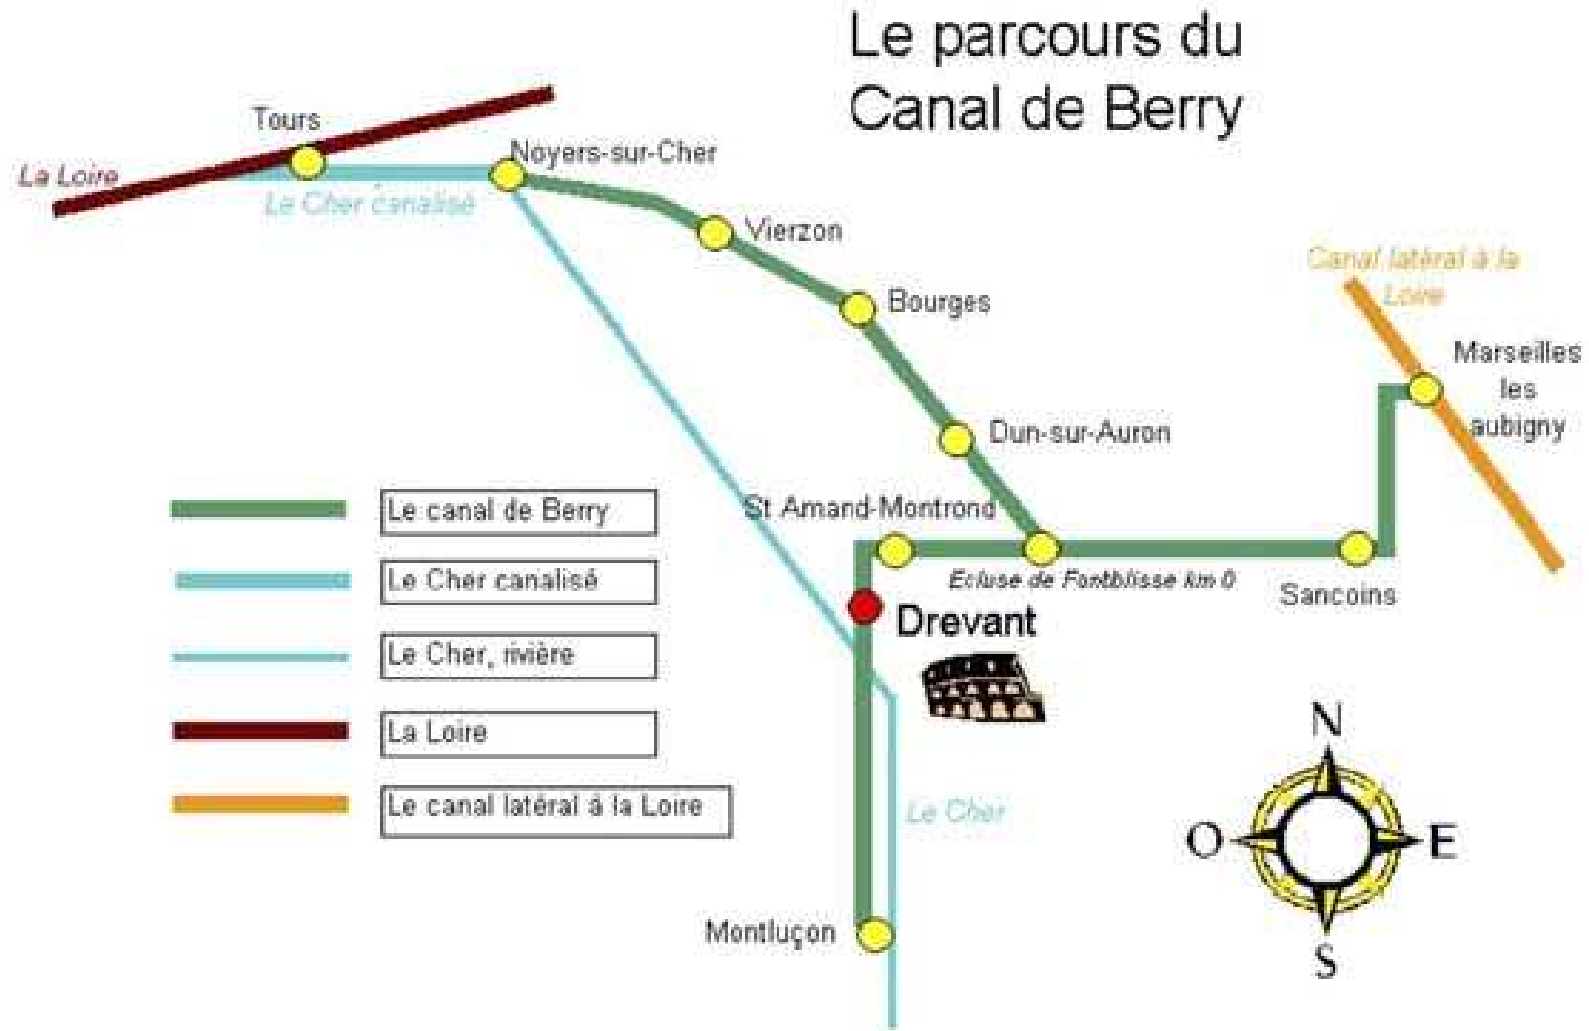 Le parcours du
Canal de Berry
Tours
Noyers-sur-Cher
La Loire
Le Cher canalisé
Vierzon
Bourges
Canal latéral à la
Loire
Marseilles
les
aubigny
Dun-sur-Auron
St Amand-Montrond
Ecluse de Fontblisse km 0
Sancoins
Drevant
Le canal de Berry
Le Cher canalisé
Le Cher, rivière
La Loire
Le canal latéral à la Loire
Le Cher
Montluçon
N
O
E
S